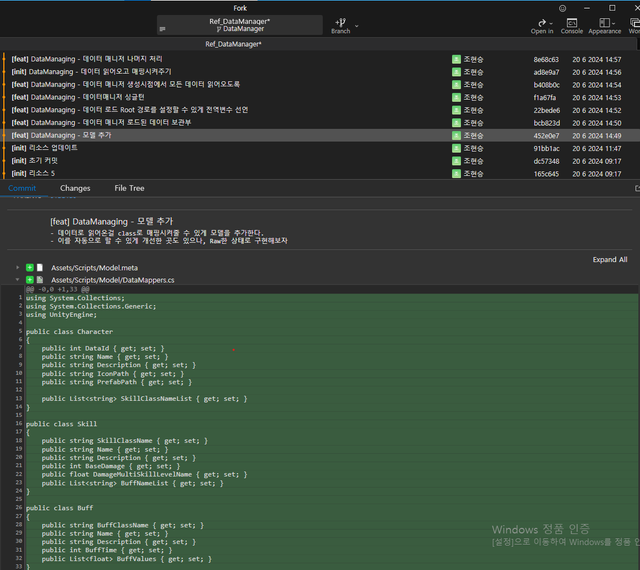 Fork
Ref_DataManager*
DataManager
Branch
Open in
Console
Appearance
Ref_DataManager*
[feat] DataManaging - 데이터 매니저 나머지 처리 조현승 8e68c63 20 6 2024 14:57
[init] DataManaging - 데이터 읽어오고 매핑시켜주기 조현승 ad8e9a7 20 6 2024 14:56
[feat] DataManaging - 데이터 매니저 생성시점에서 모든 데이터 읽어오도록 조현승 b408b0c 20 6 2024 14:54
[feat] DataManaging - 데이터매니저 싱글턴 조현승 f1a67fa 20 6 2024 14:53
[feat] DataManaging - 데이터 로드 Root 경로를 설정할 수 있게 전역변수 선언 조현승 22bede6 20 6 2024 14:52
[feat] DataManaging - 데이터 매니저 로드된 데이터 보관부 조현승 bcb823d 20 6 2024 14:50
[feat] DataManaging - 모델 추가 조현승 452e0e7 20 6 2024 14:49
[init] 리소스 업데이트 조현승 91bb1ac 20 6 2024 11:47
[init] 초기 커밋 조현승 dc57348 20 6 2024 09:17
[init] 리소스 5 조현승 165c645 20 6 2024 09:17
Commit
Changes
File Tree
[feat] DataManaging - 모델 추가
- 데이터로 읽어온걸 class로 매핑시켜줄 수 있게 모델을 추가한다.
- 이를 자동으로 할 수 있게 개선한 곳도 있으나, Raw한 상태로 구현해보자
Expand All
Assets/Scripts/Model.meta
Assets/Scripts/Model/DataMappers.cs
@@ -0,0 +1,33 @@
1 using System.Collections;
2 using System.Collections.Generic;
3 using UnityEngine;
4
5 public class Character
6 {
7 public int DataId { get; set; }
8 public string Name { get; set; }
9 public string Description { get; set; }
10 public string IconPath { get; set; }
11 public string PrefabPath { get; set; }
12
13 public List<string> SkillClassNameList { get; set; }
14 }
15
16 public class Skill
17 {
18 public string SkillClassName { get; set; }
19 public string Name { get; set; }
20 public string Description { get; set; }
21 public int BaseDamage { get; set; }
22 public float DamageMultiSkillLevelName { get; set; }
23 public List<string> BuffNameList { get; set; }
24 }
25
26 public class Buff
27 {
28 public string BuffClassName { get; set; }
29 public string Name { get; set; }
30 public string Description { get; set; }
31 public int BuffTime { get; set; }
32 public List<float> BuffValues { get; set; }
33 }
Windows 정품 인증
[설정]으로 이동하여 Windows를 정품 인